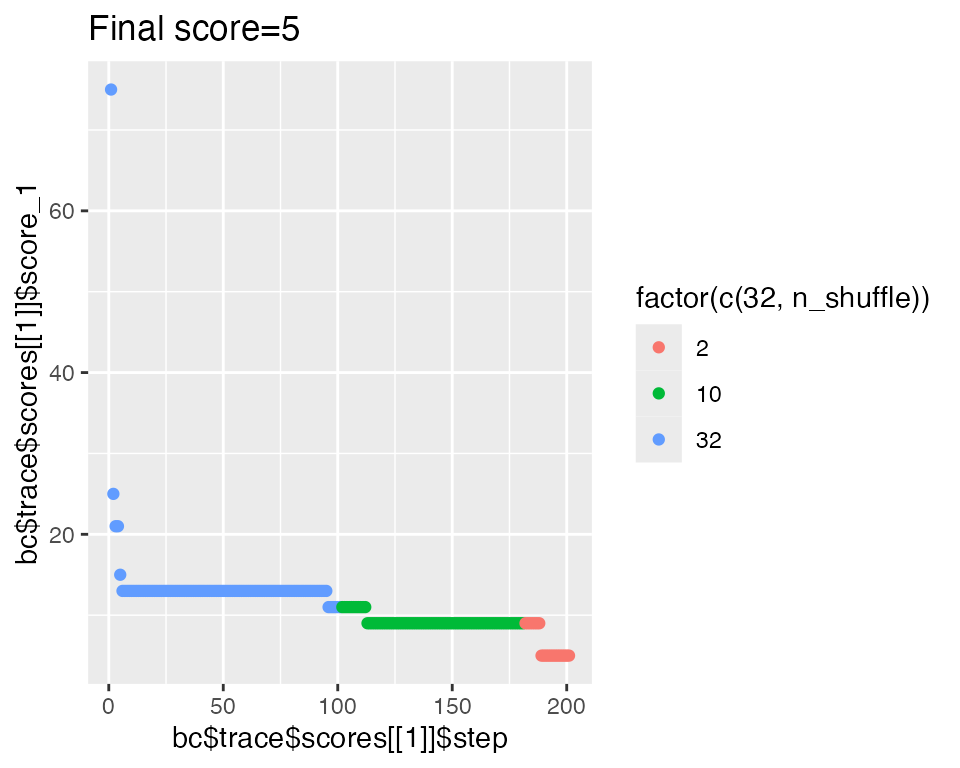 Final score=5
bc$trace$scores[[1]]$score_1
60
40
20
0 50 100 150 200
bc$trace$scores[[1]]$step
factor(c(32, n_shuffle))
2
10
32